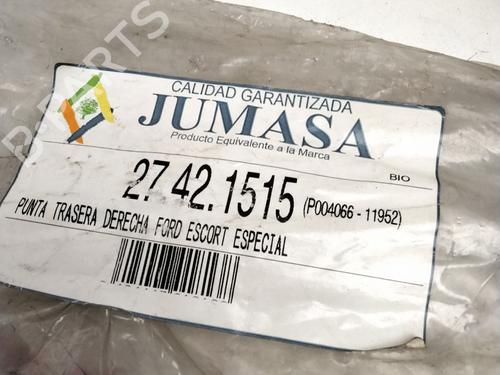 CALIDAD GARANTIZADA
JUMASA
Producto Equivalente a la Marca
BIO
27.42.1515 (P004066-11952)
PUNTA TRASERA DERECHA FORD ESCORT ESPECIAL
B-PARTS